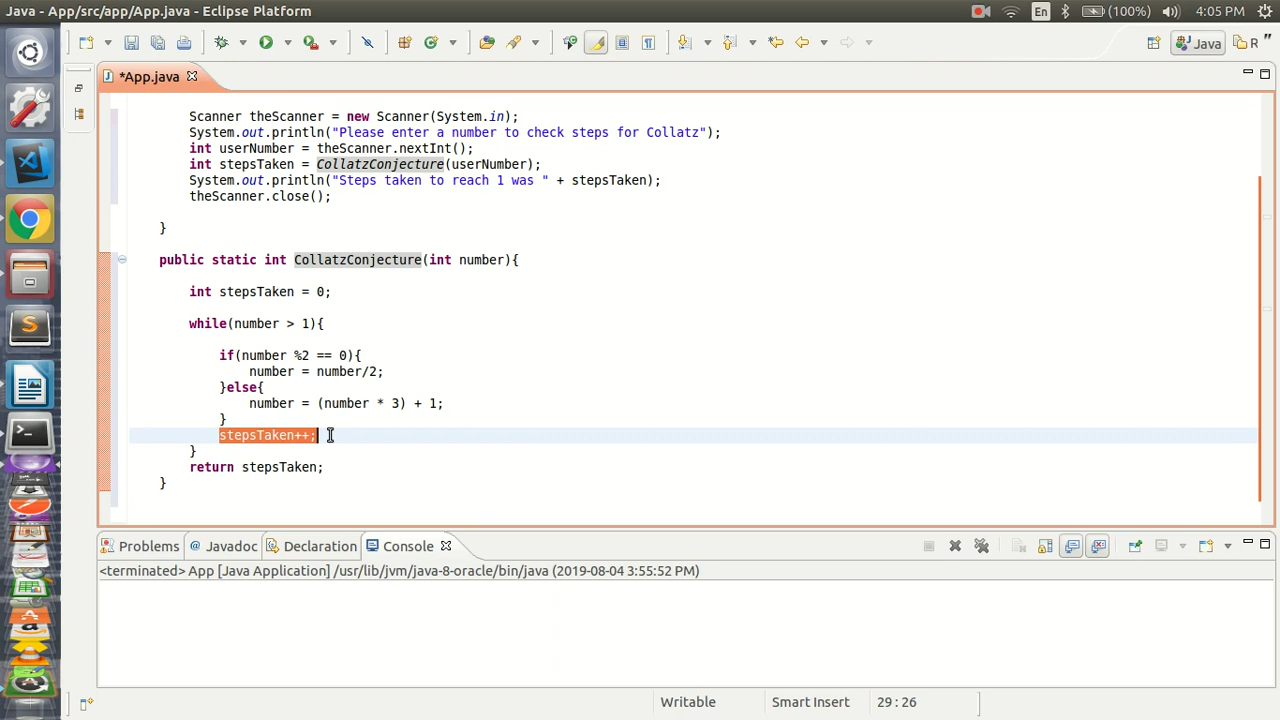 Java - App/src/app/App.java - Eclipse Platform
En
(100%)
4:05 PM
Java
R
»
*App.java
Scanner theScanner = new Scanner(System.in);
System.out.println("Please enter a number to check steps for Collatz");
int userNumber = theScanner.nextInt();
int stepsTaken = CollatzConjecture(userNumber);
System.out.println("Steps taken to reach 1 was " + stepsTaken);
theScanner.close();
}
public static int CollatzConjecture(int number){
int stepsTaken = 0;
while(number > 1){
if(number %2 == 0){
number = number/2;
}else{
number = (number * 3) + 1;
}
stepsTaken++;
}
return stepsTaken;
}
Problems @ Javadoc Declaration Console
<terminated> App [Java Application] /usr/lib/jvm/java-8-oracle/bin/java (2019-08-04 3:55:52 PM)
Writable Smart Insert 29 : 26